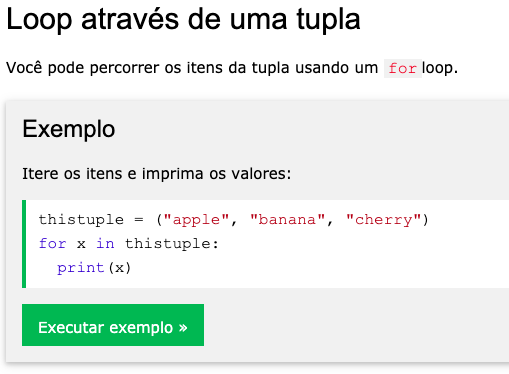 Loop através de uma tupla
Você pode percorrer os itens da tupla usando um for loop.
Exemplo
Itere os itens e imprima os valores:
thistuple = ("apple", "banana", "cherry")
for x in thistuple:
  print(x)
Executar exemplo »